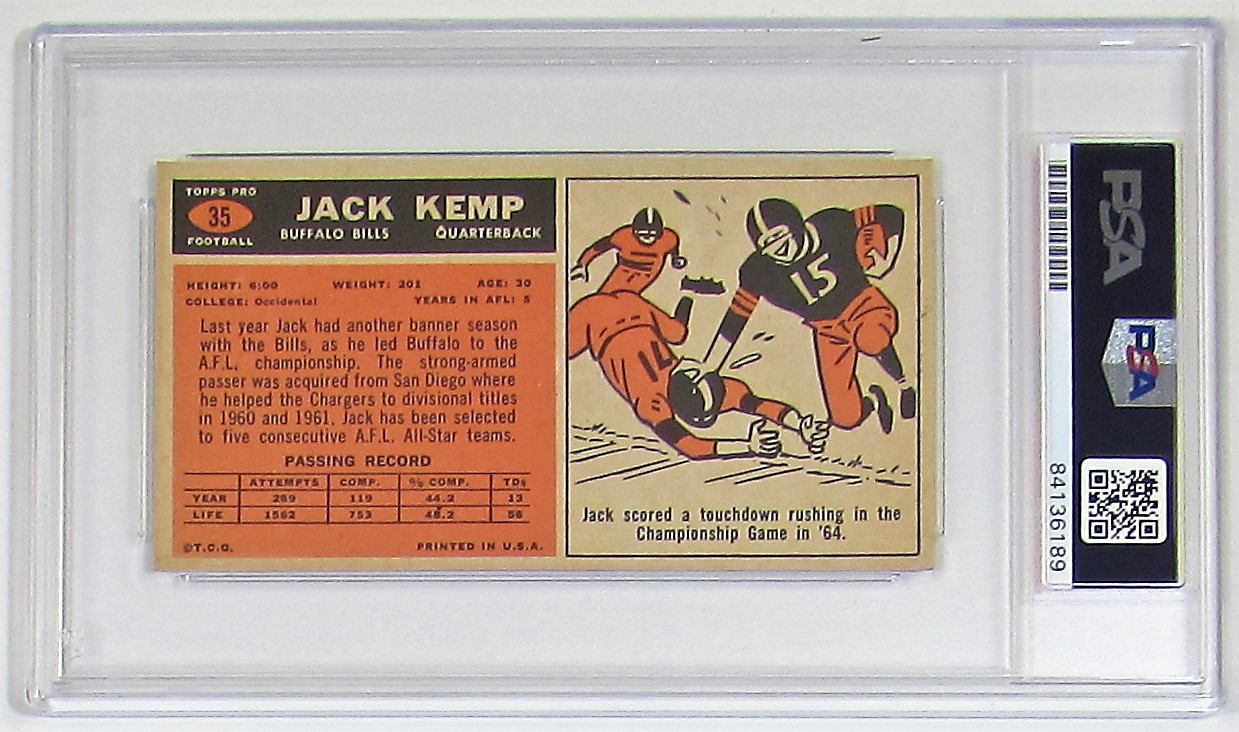 TOPPS PRO
35
FOOTBALL
JACK KEMP
BUFFALO BILLS QUARTERBACK
HEIGHT: 6:00 WEIGHT: 201 AGE: 30
COLLEGE: Occidental YEARS IN AFL: 5
Last year Jack had another banner season
with the Bills, as he led Buffalo to the
A.F.L. championship. The strong-armed
passer was acquired from San Diego where
he helped the Chargers to divisional titles
in 1960 and 1961. Jack has been selected
to five consecutive A.F.L. All-Star teams.
PASSING RECORD
ATTEMPTS COMP. % COMP. TDs
YEAR 269 119 44.2 13
LIFE 1562 753 48.2 56
©T.C.G. PRINTED IN U.S.A.
15
71
Jack scored a touchdown rushing in the
Championship Game in '64.
PSA
PSA
84136189